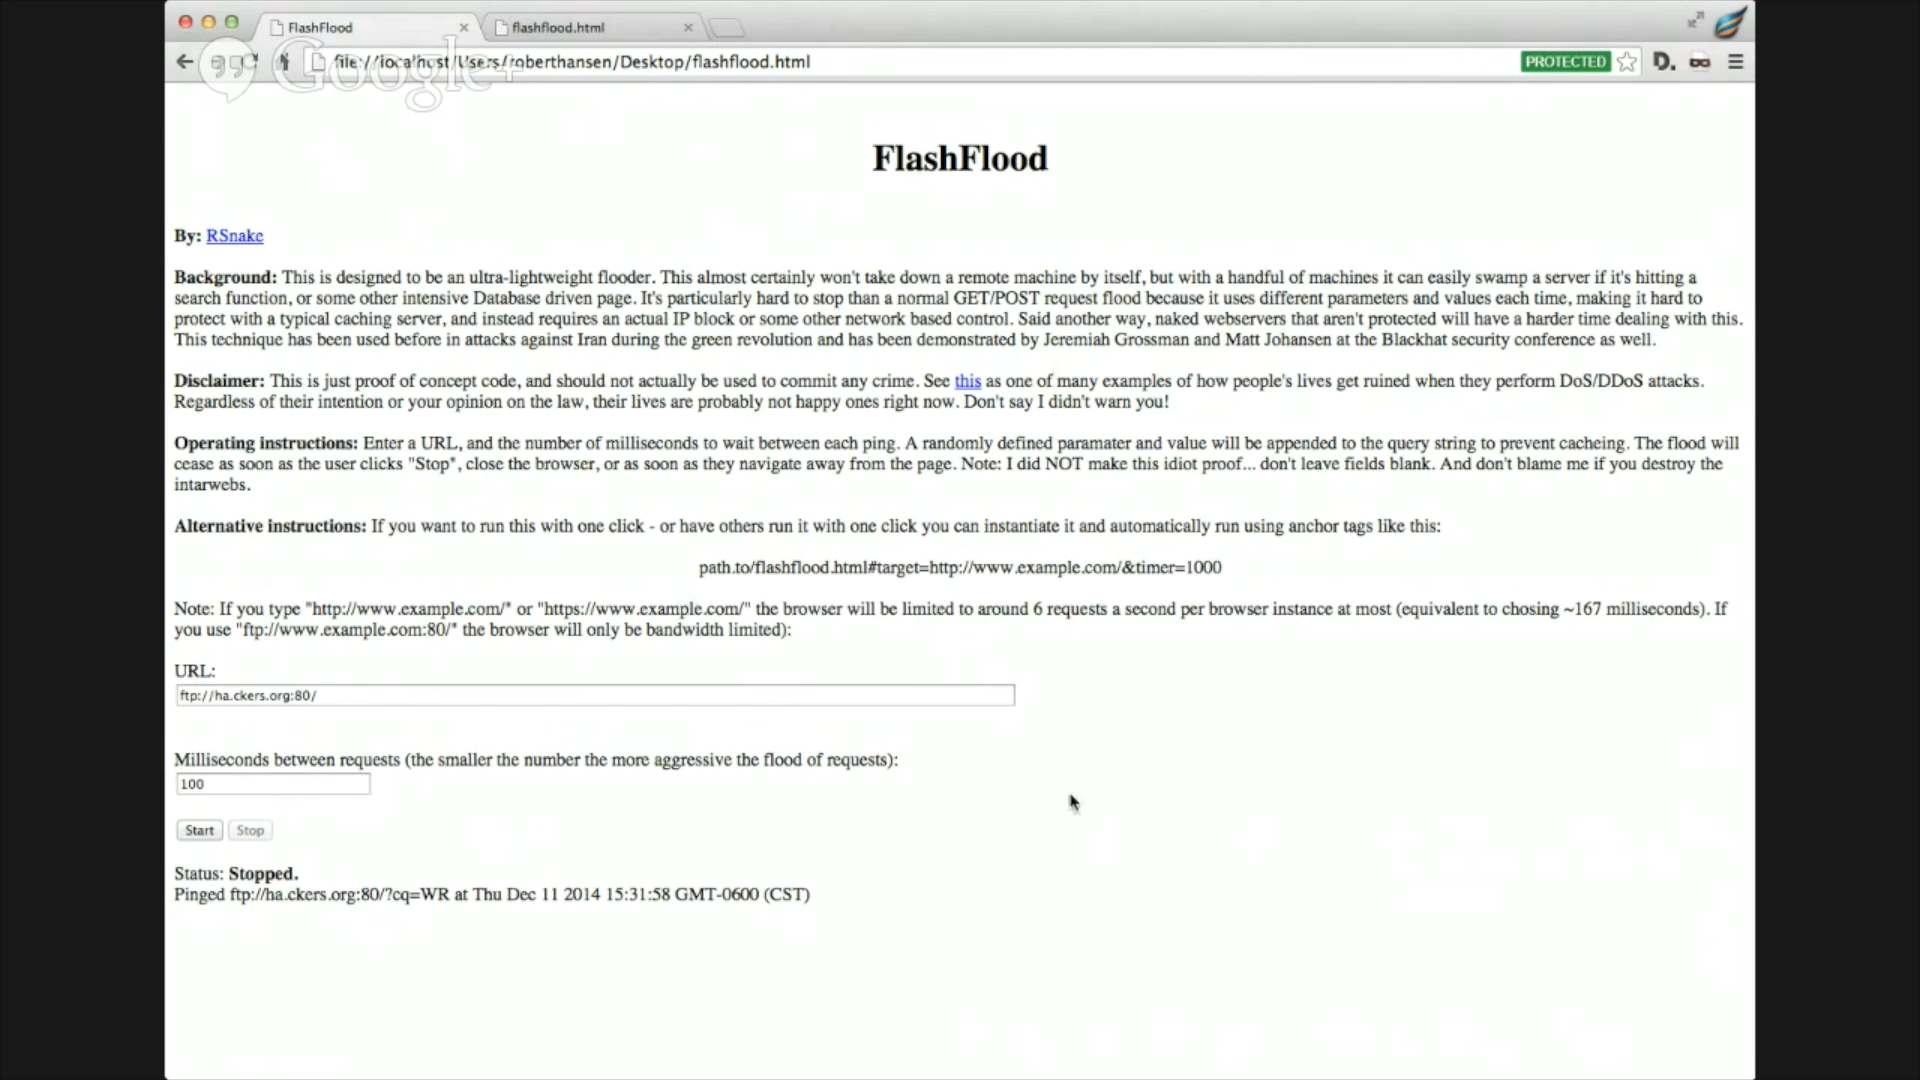 FlashFlood
flashflood.html
Google+
file://localhost/Users/roberthansen/Desktop/flashflood.html
PROTECTED
D.
FlashFlood
By: RSnake
Background: This is designed to be an ultra-lightweight flooder. This almost certainly won't take down a remote machine by itself, but with a handful of machines it can easily swamp a server if it's hitting a
search function, or some other intensive Database driven page. It's particularly hard to stop than a normal GET/POST request flood because it uses different parameters and values each time, making it hard to
protect with a typical caching server, and instead requires an actual IP block or some other network based control. Said another way, naked webservers that aren't protected will have a harder time dealing with this.
This technique has been used before in attacks against Iran during the green revolution and has been demonstrated by Jeremiah Grossman and Matt Johansen at the Blackhat security conference as well.
Disclaimer: This is just proof of concept code, and should not actually be used to commit any crime. See this as one of many examples of how people's lives get ruined when they perform DoS/DDoS attacks.
Regardless of their intention or your opinion on the law, their lives are probably not happy ones right now. Don't say I didn't warn you!
Operating instructions: Enter a URL, and the number of milliseconds to wait between each ping. A randomly defined paramater and value will be appended to the query string to prevent cacheing. The flood will
cease as soon as the user clicks "Stop", close the browser, or as soon as they navigate away from the page. Note: I did NOT make this idiot proof... don't leave fields blank. And don't blame me if you destroy the
intarwebs.
Alternative instructions: If you want to run this with one click - or have others run it with one click you can instantiate it and automatically run using anchor tags like this:
path.to/flashflood.html#target=http://www.example.com/&timer=1000
Note: If you type "http://www.example.com/" or "https://www.example.com/" the browser will be limited to around 6 requests a second per browser instance at most (equivalent to chosing ~167 milliseconds). If
you use "ftp://www.example.com:80/" the browser will only be bandwidth limited):
URL:
ftp://ha.ckers.org:80/
Milliseconds between requests (the smaller the number the more aggressive the flood of requests):
100
Start Stop
Status: Stopped.
Pinged ftp://ha.ckers.org:80/?cq=WR at Thu Dec 11 2014 15:31:58 GMT-0600 (CST)